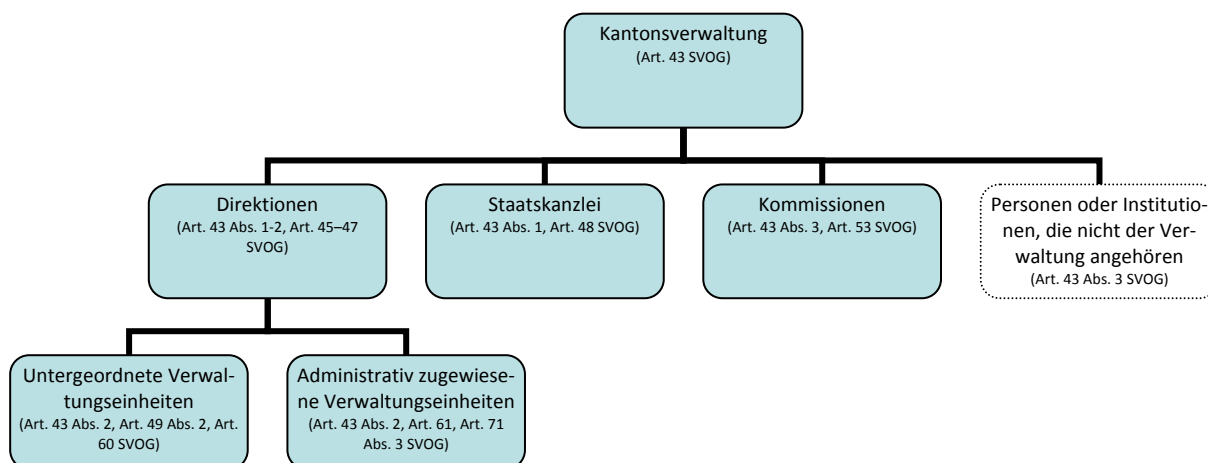 Kantonsverwaltung
(Art. 43 SVOG)
Direktionen
(Art. 43 Abs. 1-2, Art. 45–47
SVOG)
Staatskanzlei
(Art. 43 Abs. 1, Art. 48 SVOG)
Kommissionen
(Art. 43 Abs. 3, Art. 53 SVOG)
Personen oder Institutio-
nen, die nicht der Ver-
waltung angehören
(Art. 43 Abs. 3 SVOG)
Untergeordnete Verwal-
tungseinheiten
(Art. 43 Abs. 2, Art. 49 Abs. 2, Art.
60 SVOG)
Administrativ zugewiese-
ne Verwaltungseinheiten
(Art. 43 Abs. 2, Art. 61, Art. 71
Abs. 3 SVOG)